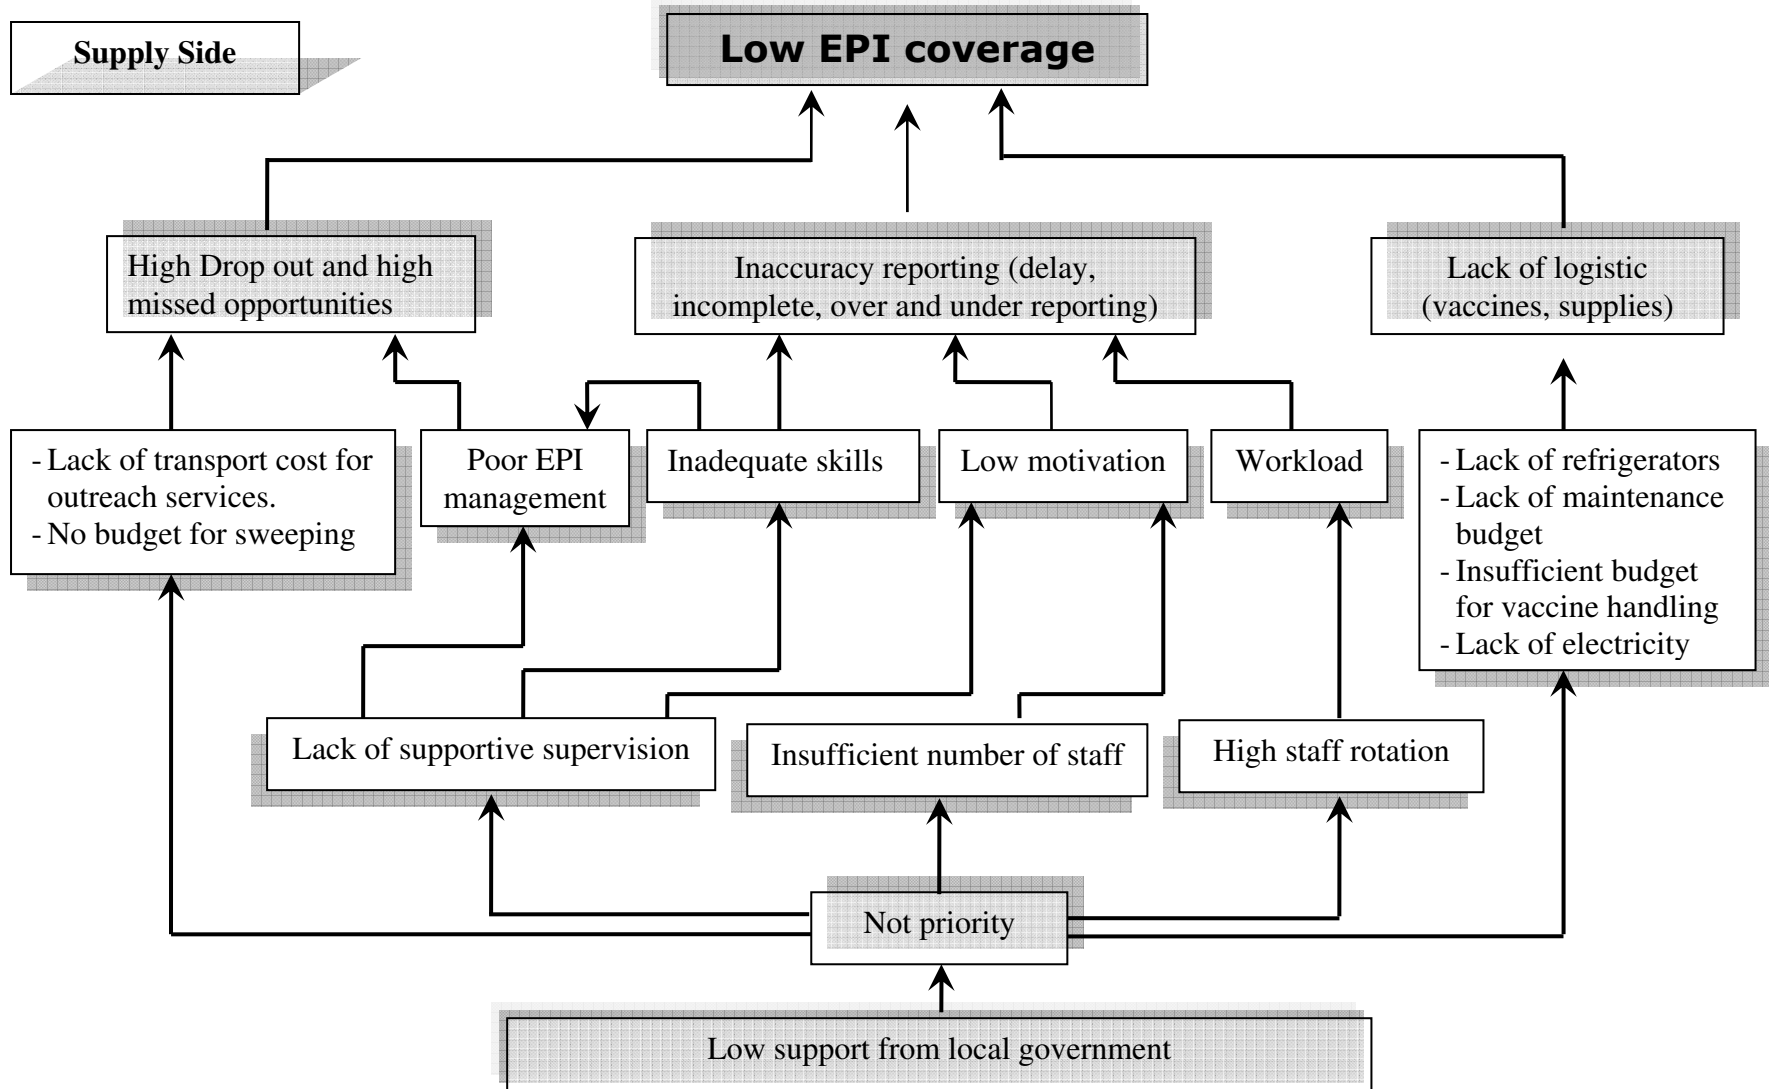 Supply Side
Low EPI coverage
High Drop out and high
missed opportunities
Inaccuracy reporting (delay,
incomplete, over and under reporting)
Lack of logistic
(vaccines, supplies)
- Lack of transport cost for
outreach services.
- No budget for sweeping
Poor EPI
management
Inadequate skills
Low motivation
Workload
- Lack of refrigerators
- Lack of maintenance
budget
- Insufficient budget
for vaccine handling
- Lack of electricity
Lack of supportive supervision
Insufficient number of staff
High staff rotation
Not priority
Low support from local government